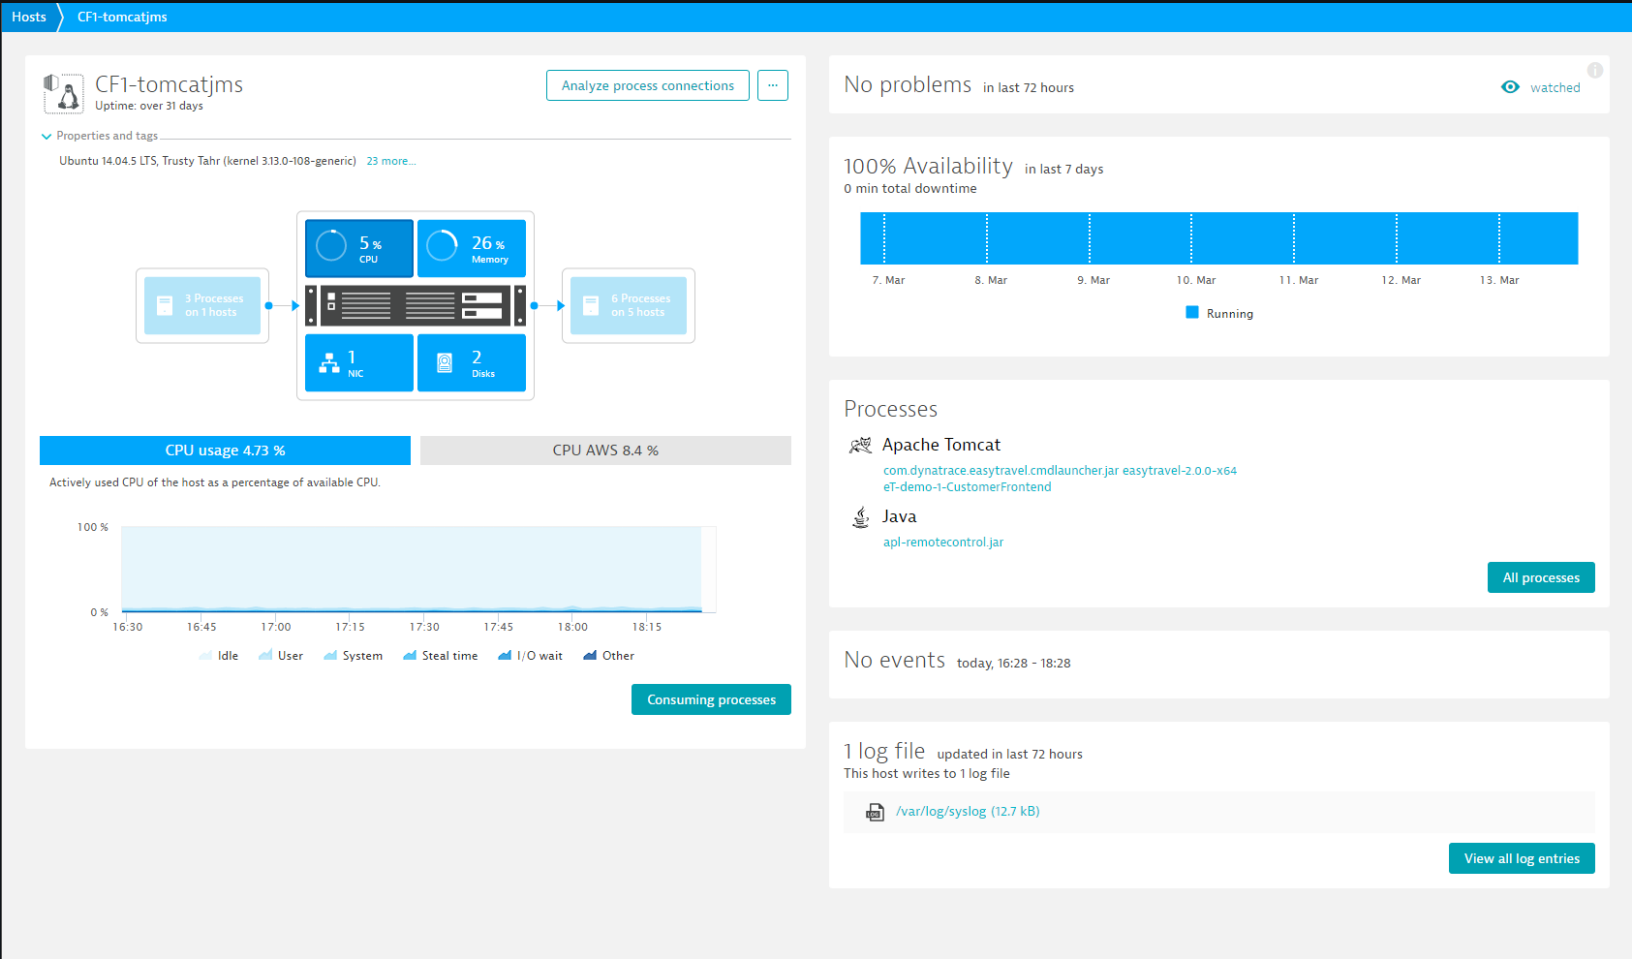 Hosts
CF1-tomcatjms
CF1-tomcatjms
Uptime: over 31 days
Analyze process connections
...
Properties and tags
Ubuntu 14.04.5 LTS, Trusty Tahr (kernel 3.13.0-108-generic) 23 more...
5 %
CPU
26 %
Memory
3 Processes
on 1 hosts
6 Processes
on 5 hosts
1
NIC
2
Disks
CPU usage 4.73 %
CPU AWS 8.4 %
Actively used CPU of the host as a percentage of available CPU.
100 %
0 %
16:30 16:45 17:00 17:15 17:30 17:45 18:00 18:15
Idle User System Steal time I/O wait Other
Consuming processes
No problems in last 72 hours
watched
i
100% Availability in last 7 days
0 min total downtime
7. Mar 8. Mar 9. Mar 10. Mar 11. Mar 12. Mar 13. Mar
Running
Processes
Apache Tomcat
com.dynatrace.easytravel.cmdlauncher.jar easytravel-2.0.0-x64
eT-demo-1-CustomerFrontend
Java
apl-remotecontrol.jar
All processes
No events today, 16:28 - 18:28
1 log file updated in last 72 hours
This host writes to 1 log file
LOG
/var/log/syslog (12.7 kB)
View all log entries